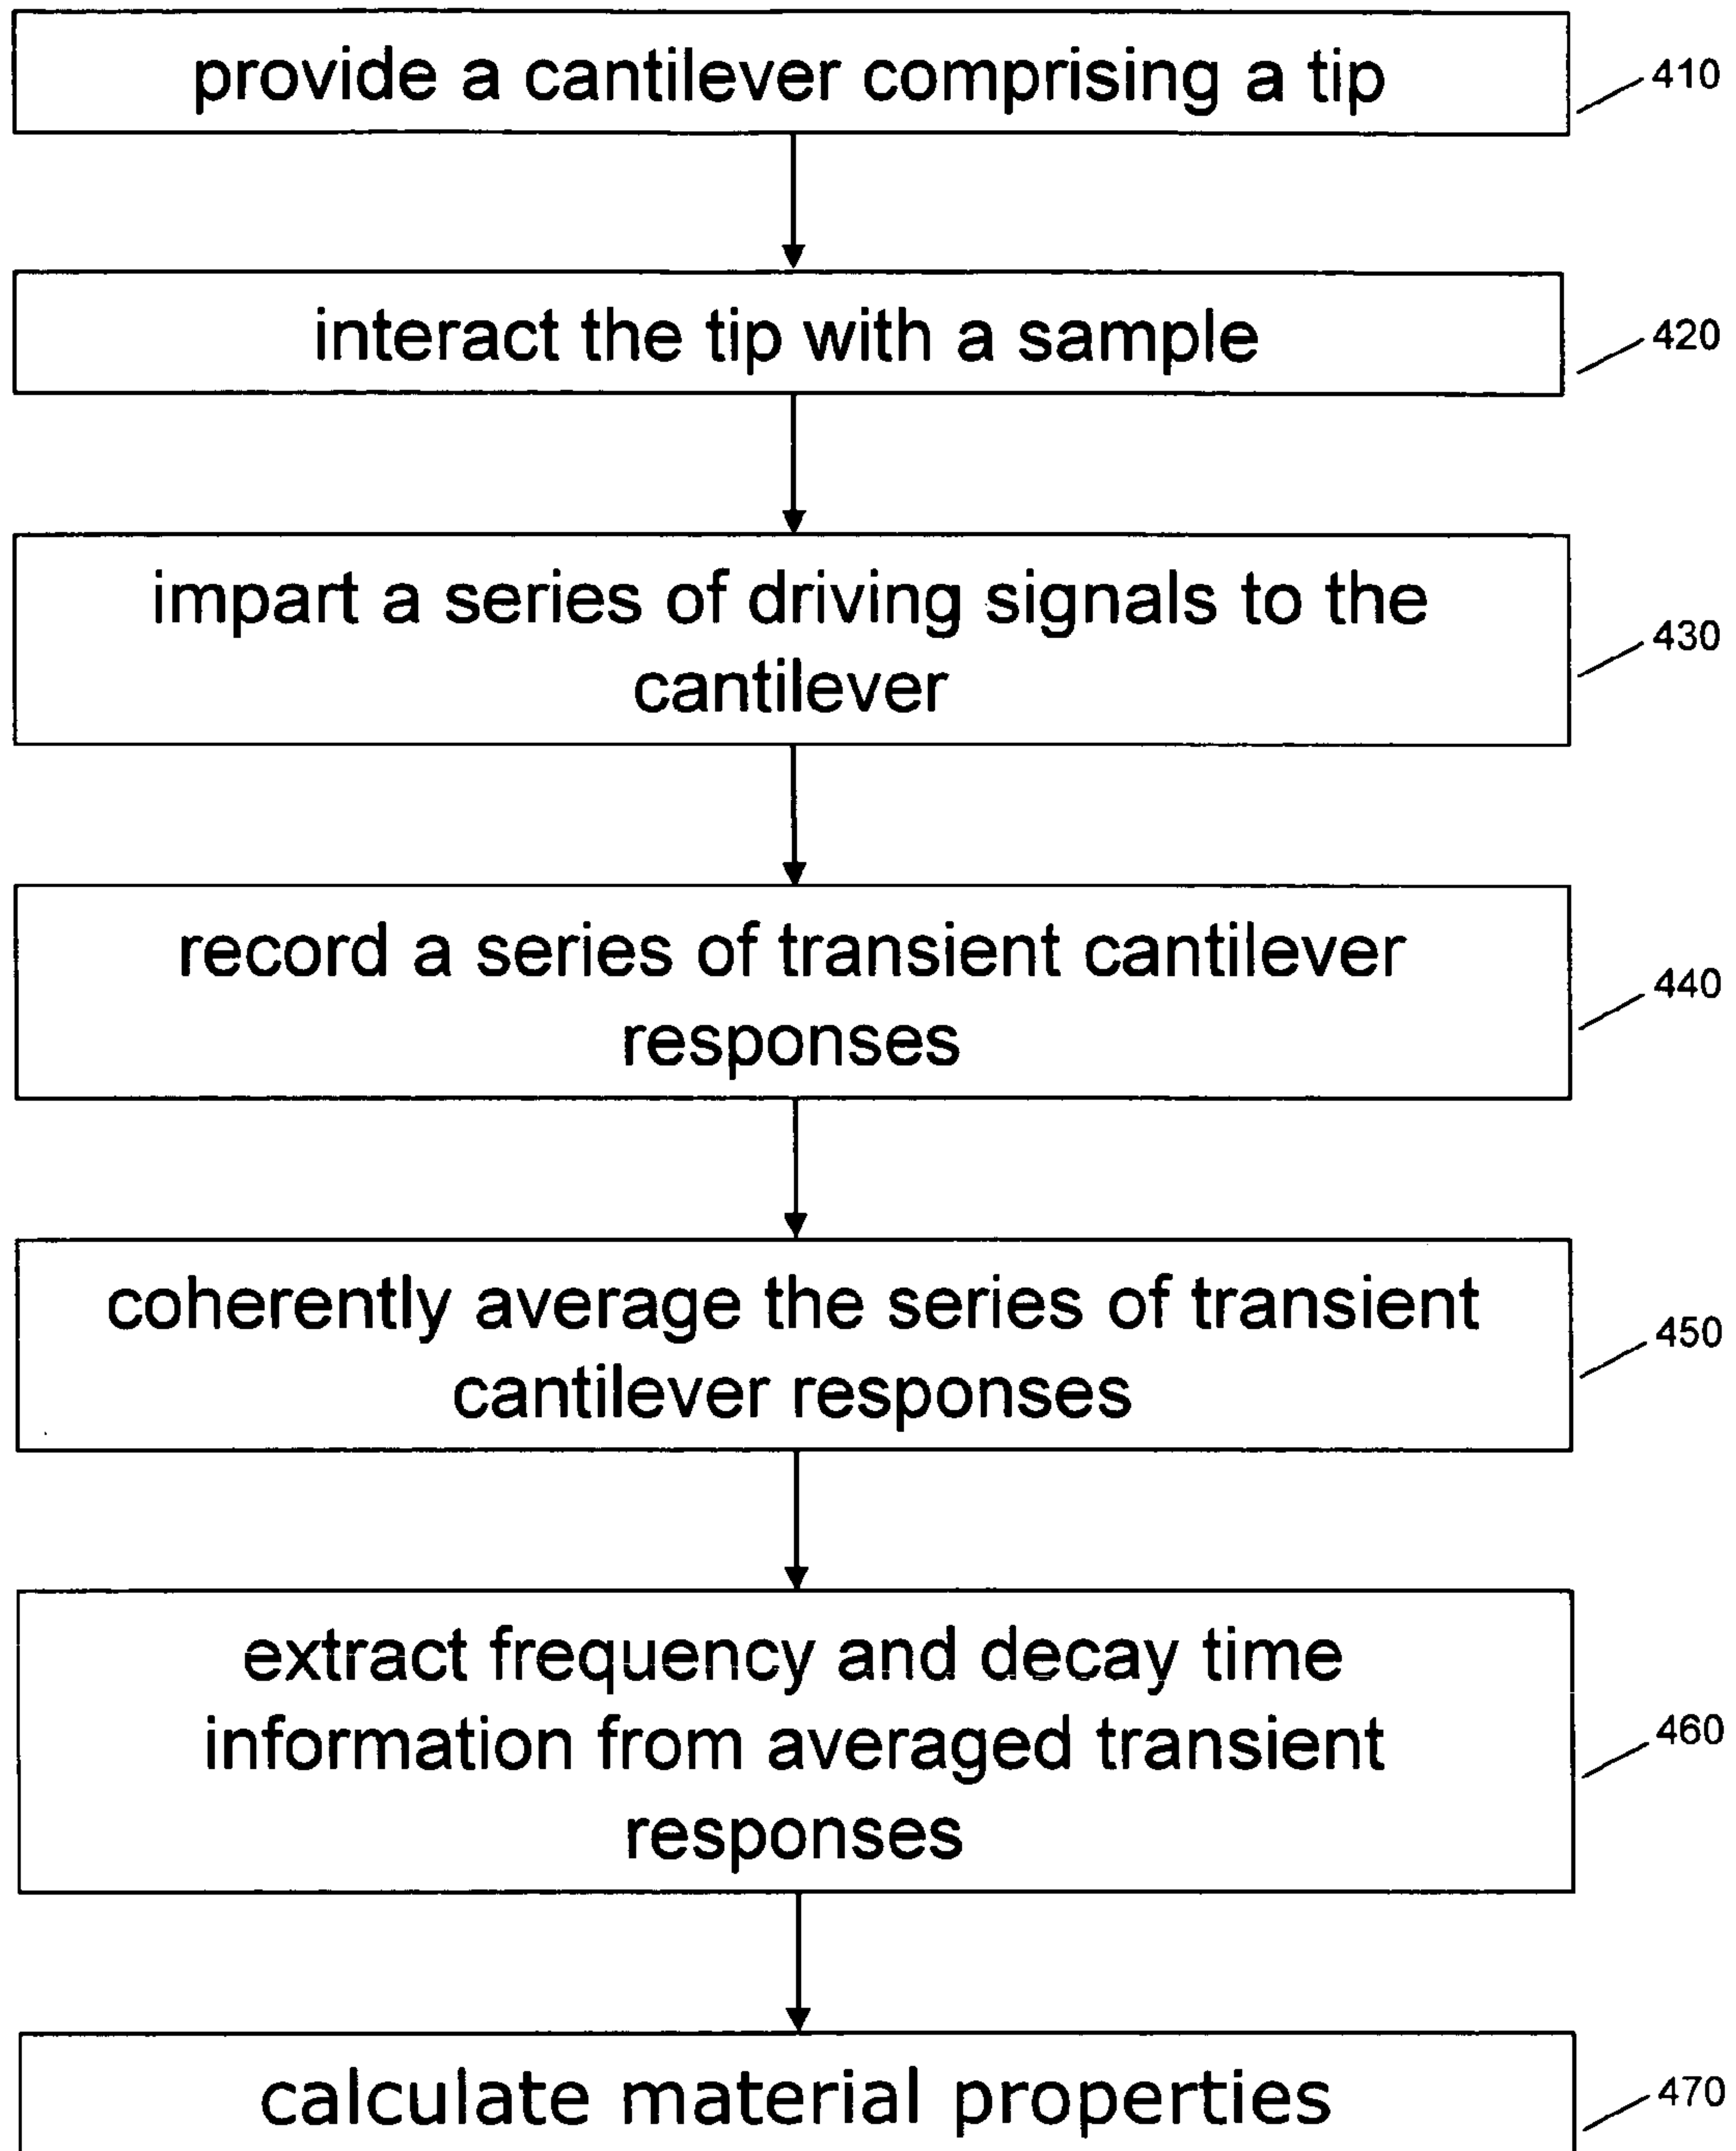 provide a cantilever comprising a tip
410
interact the tip with a sample
420
impart a series of driving signals to the
cantilever
430
record a series of transient cantilever
responses
440
coherently average the series of transient
cantilever responses
450
extract frequency and decay time
information from averaged transient
responses
460
calculate material properties
470